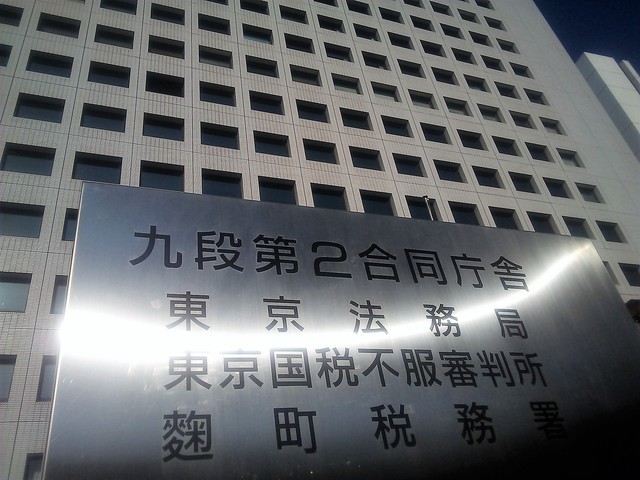 九段第2合同庁舎
東京法務局
東京国税不服審判所
麹町税務署